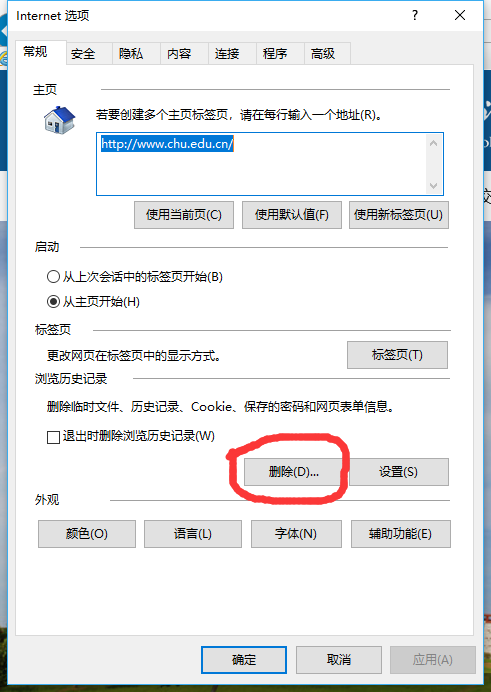 Internet 选项
? ×
常规 安全 隐私 内容 连接 程序 高级
主页
若要创建多个主页标签页，请在每行输入一个地址(R)。
http://www.chu.edu.cn/
使用当前页(C) 使用默认值(F) 使用新标签页(U)
启动
从上次会话中的标签页开始(B)
从主页开始(H)
标签页
更改网页在标签页中的显示方式。 标签页(T)
浏览历史记录
删除临时文件、历史记录、Cookie、保存的密码和网页表单信息。
退出时删除浏览历史记录(W)
删除(D)... 设置(S)
外观
颜色(O) 语言(L) 字体(N) 辅助功能(E)
确定 取消 应用(A)